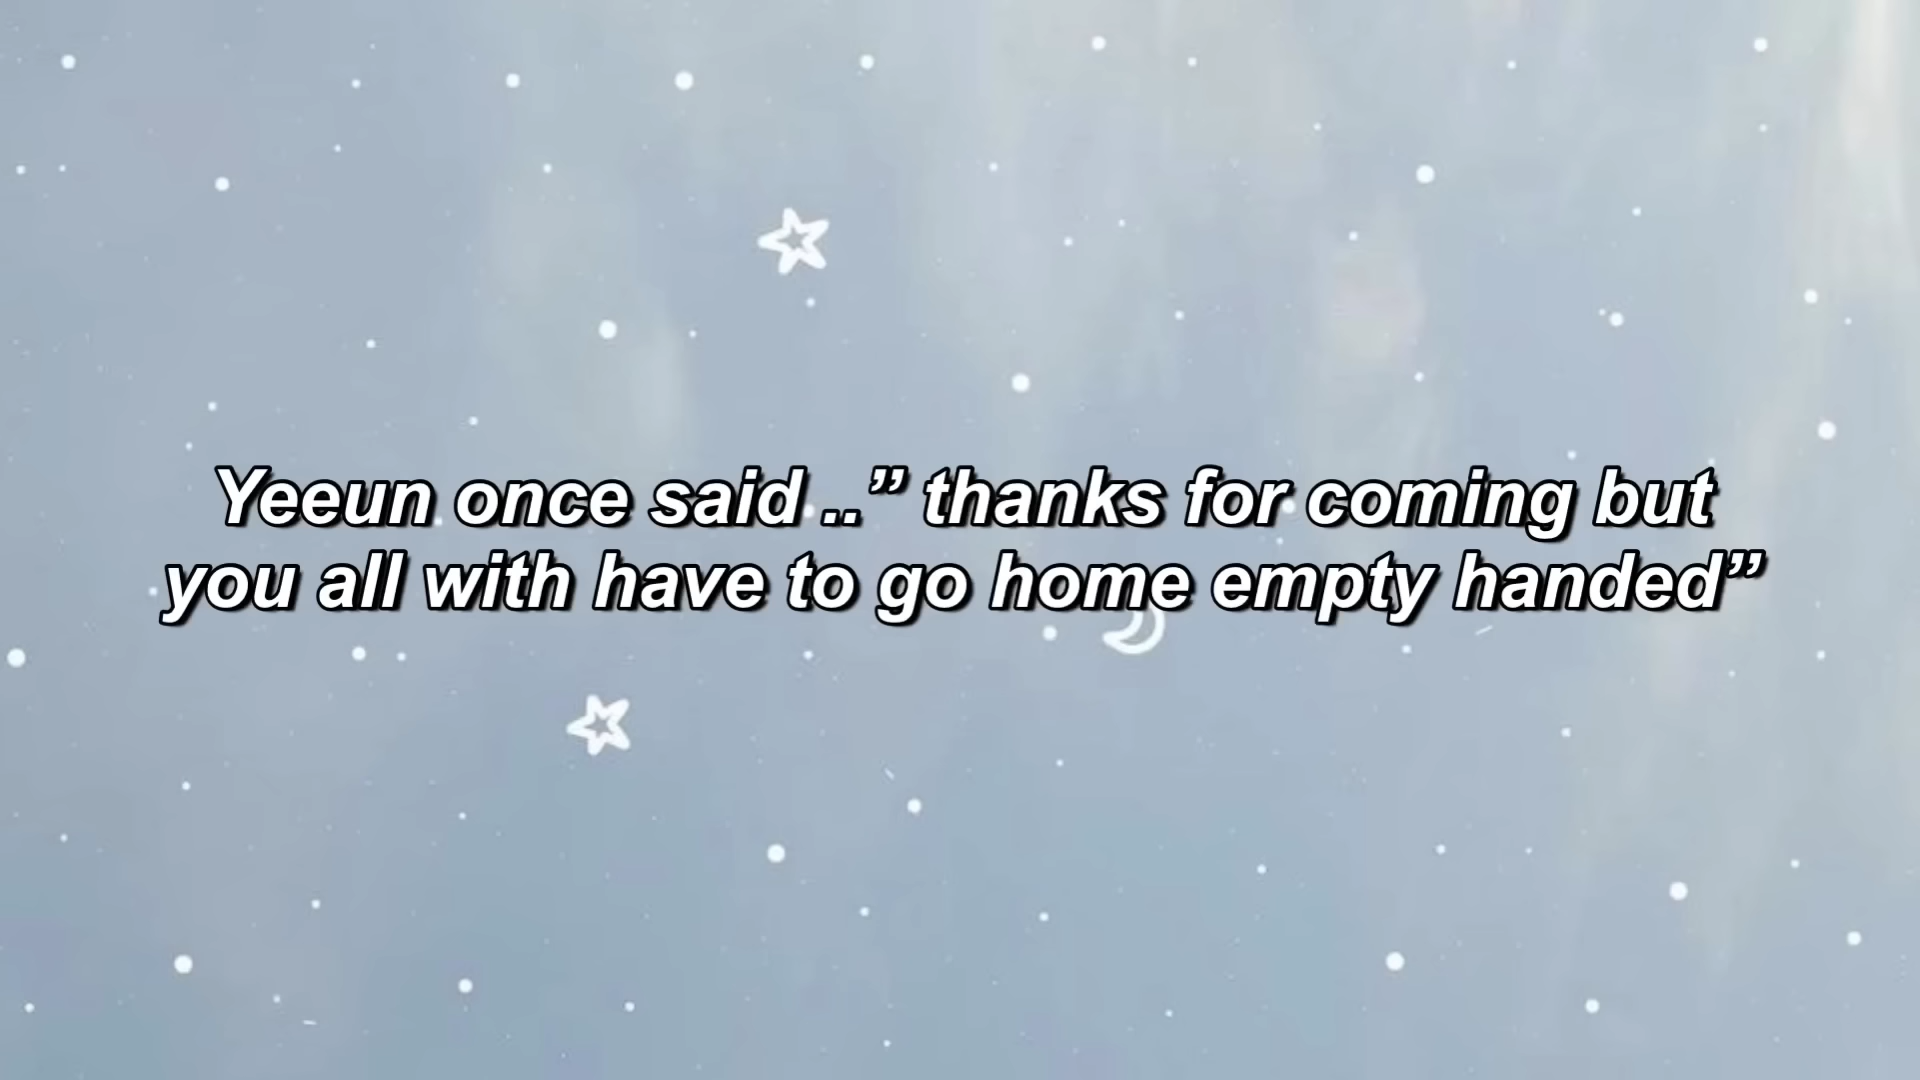 Yeeun once said ..” thanks for coming but
you all with have to go home empty handed”